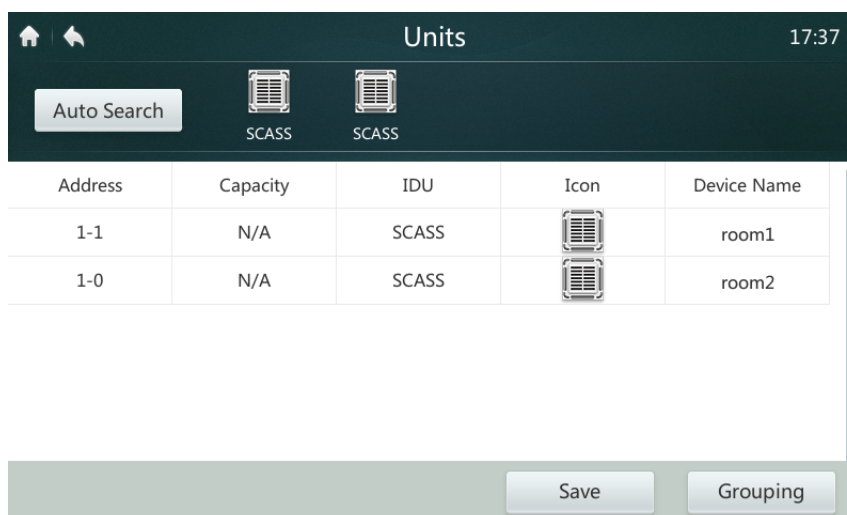 Units 17:37
Auto Search
SCASS SCASS
Address Capacity IDU Icon Device Name
1-1 N/A SCASS room1
1-0 N/A SCASS room2
Save Grouping